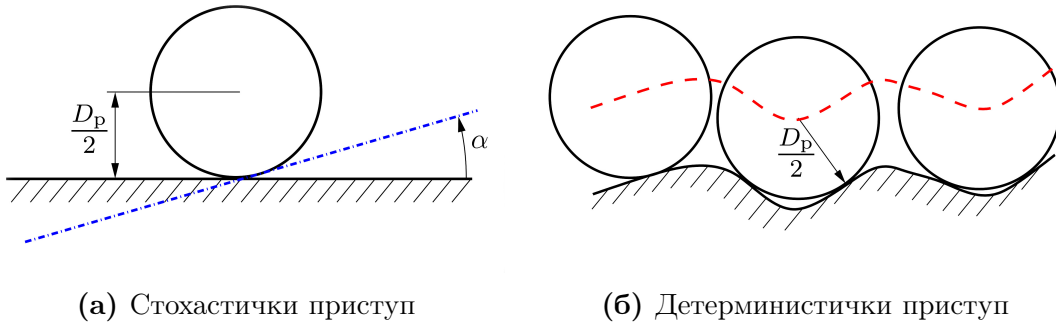 D_p/2
α
D_p/2
(а) Стохастички приступ
(б) Детерминистички приступ